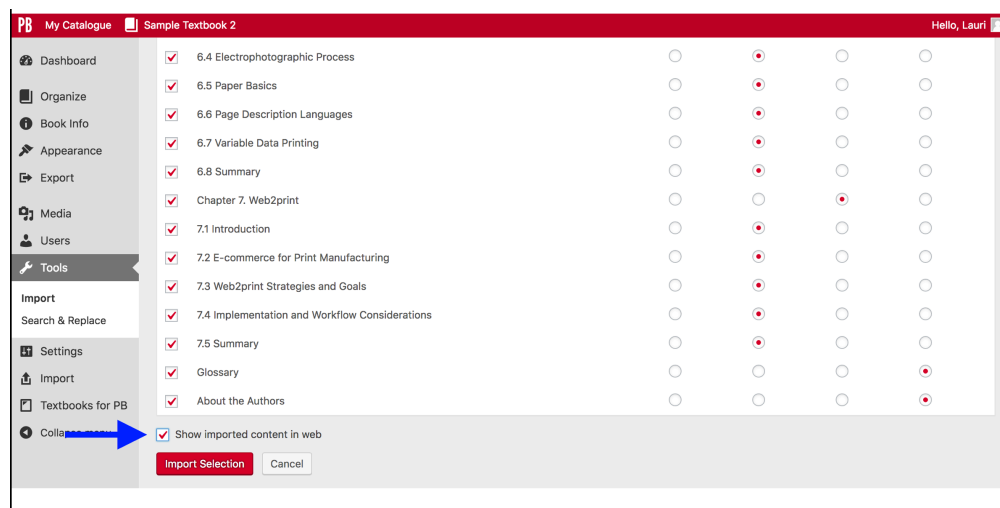 PB My Catalogue Sample Textbook 2 Hello, Lauri
Dashboard
Organize
Book Info
Appearance
Export
Media
Users
Tools
Import
Search & Replace
Settings
Import
Textbooks for PB
Collapse menu
6.4 Electrophotographic Process
6.5 Paper Basics
6.6 Page Description Languages
6.7 Variable Data Printing
6.8 Summary
Chapter 7. Web2print
7.1 Introduction
7.2 E-commerce for Print Manufacturing
7.3 Web2print Strategies and Goals
7.4 Implementation and Workflow Considerations
7.5 Summary
Glossary
About the Authors
Show imported content in web
Import Selection Cancel